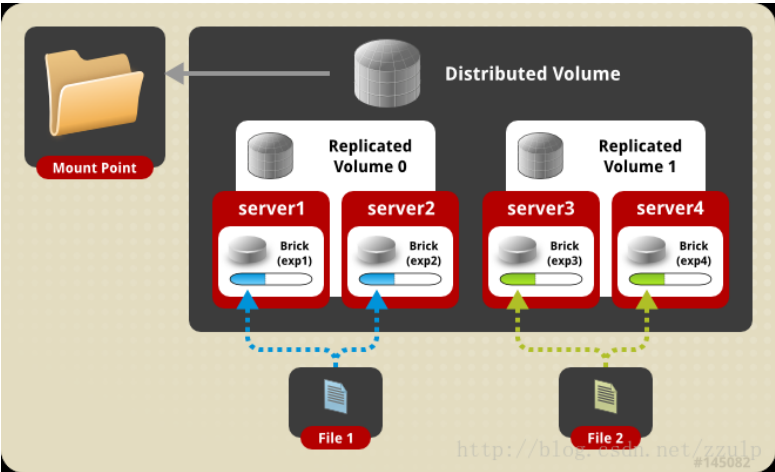 Distributed Volume
Mount Point
Replicated
Volume 0
Replicated
Volume 1
server1
server2
server3
server4
Brick
(exp1)
Brick
(exp2)
Brick
(exp3)
Brick
(exp4)
File 1
File 2
http://blog.csdn.net/zzulp
#145082